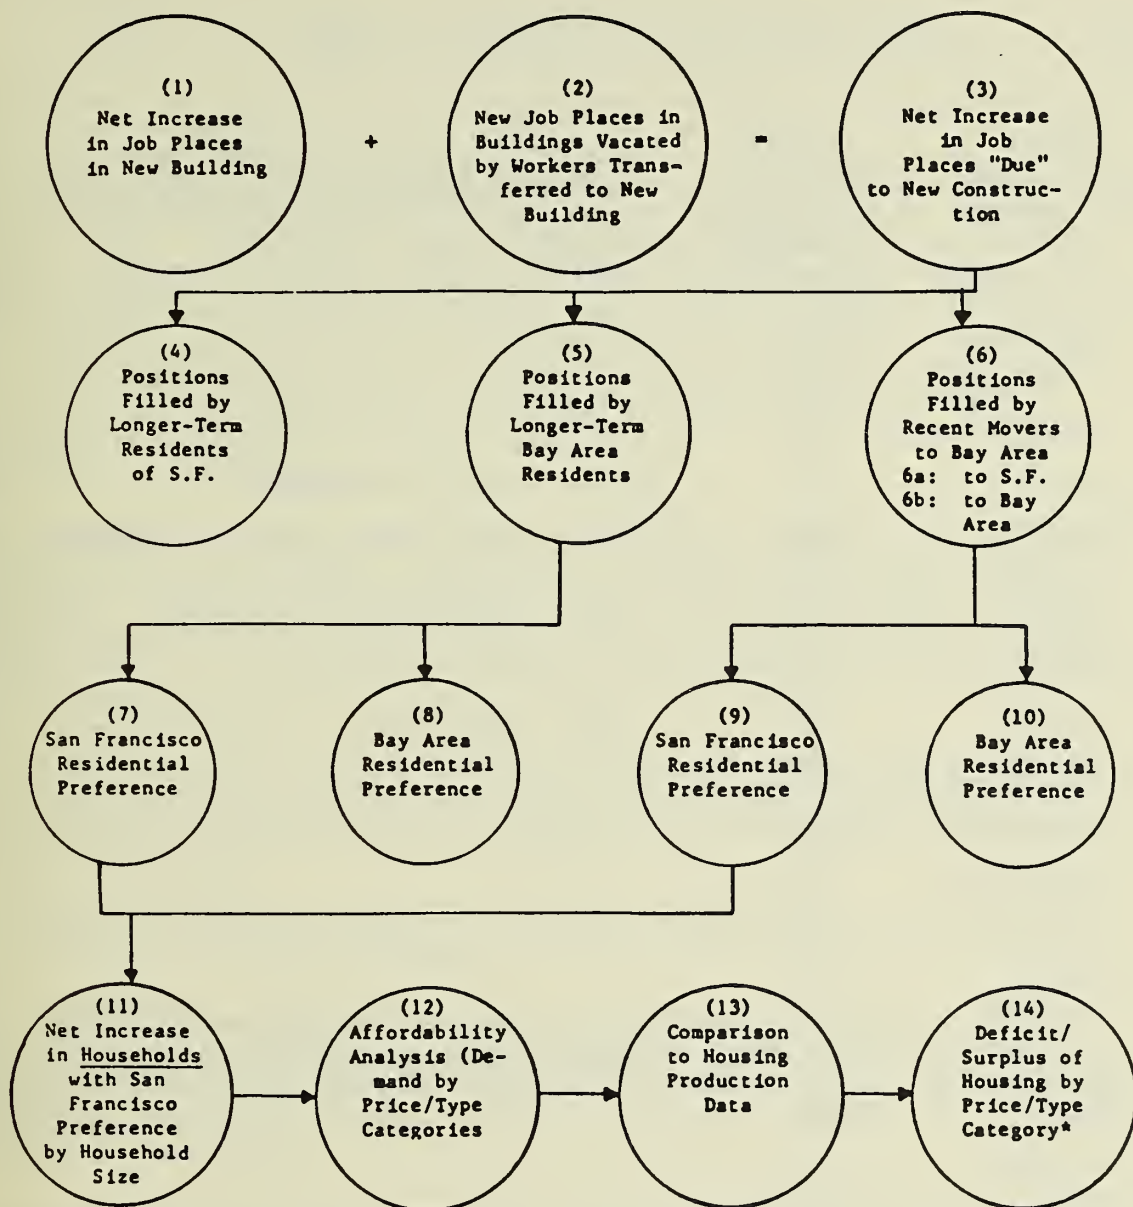 (1)
Net Increase
in Job Places
in New Building
+
(2)
New Job Places in
Buildings Vacated
by Workers Trans-
ferred to New
Building
=
(3)
Net Increase
in Job
Places "Due"
to New Construc-
tion
(4)
Positions
Filled by
Longer-Term
Residents
of S.F.
(5)
Positions
Filled by
Longer-Term
Bay Area
Residents
(6)
Positions
Filled by
Recent Movers
to Bay Area
6a: to S.F.
6b: to Bay
Area
(7)
San Francisco
Residential
Preference
(8)
Bay Area
Residential
Preference
(9)
San Francisco
Residential
Preference
(10)
Bay Area
Residential
Preference
(11)
Net Increase
in Households
with San
Francisco
Preference
by Household
Size
(12)
Affordability
Analysis (De-
mand by
Price/Type
Categories
(13)
Comparison
to Housing
Production
Data
(14)
Deficit/
Surplus of
Housing by
Price/Type
Category*